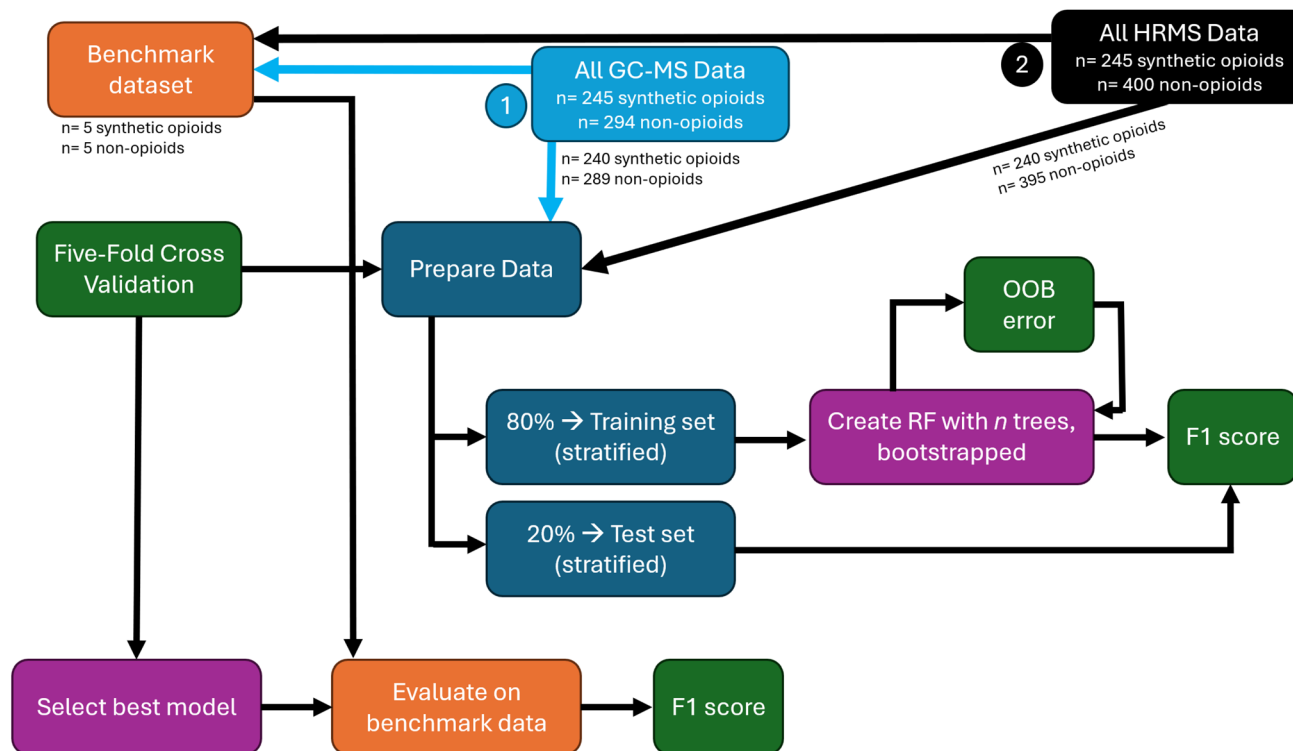 Benchmark
dataset
n= 5 synthetic opioids
n= 5 non-opioids
1
All GC-MS Data
n= 245 synthetic opioids
n= 294 non-opioids
n= 240 synthetic opioids
n= 289 non-opioids
2
All HRMS Data
n= 245 synthetic opioids
n= 400 non-opioids
n= 240 synthetic opioids
n= 395 non-opioids
Five-Fold Cross
Validation
Prepare Data
OOB
error
80% → Training set
(stratified)
Create RF with n trees,
bootstrapped
F1 score
20% → Test set
(stratified)
Select best model
Evaluate on
benchmark data
F1 score